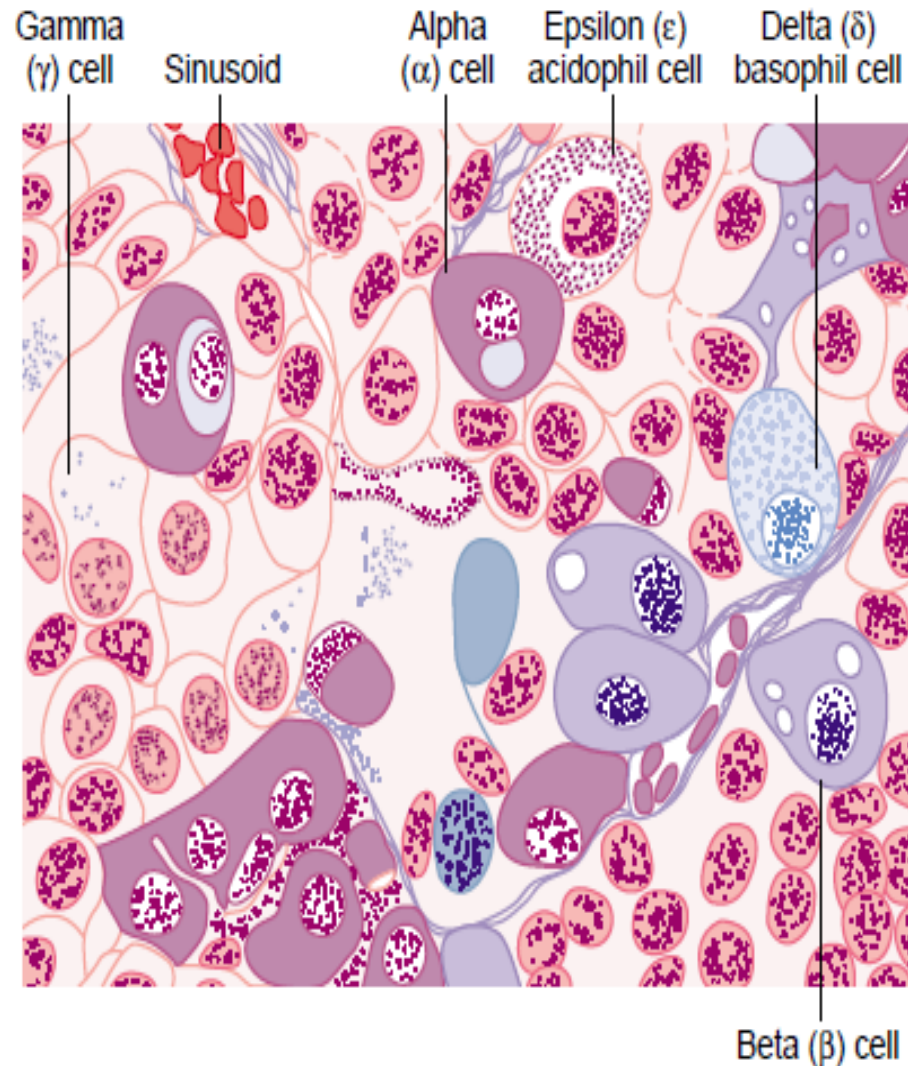 Gamma
(γ) cell
Sinusoid
Alpha
(α) cell
Epsilon (ε)
acidophil cell
Delta (δ)
basophil cell
Beta (β) cell